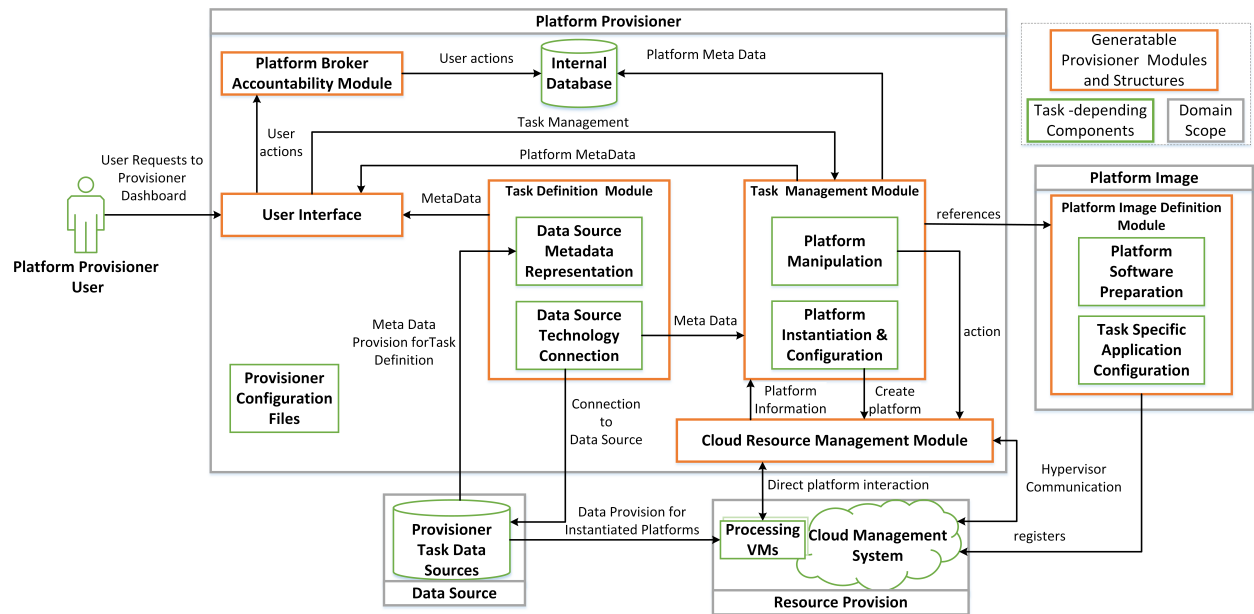 Platform Provisioner
Platform Broker
Accountability Module
User actions
Internal
Database
Platform Meta Data
Generatable
Provisioner Modules
and Structures
Task -depending
Components
Domain
Scope
User
actions
Task Management
Platform MetaData
User Requests to
Provisioner
Dashboard
User Interface
MetaData
Platform Provisioner
User
Task Definition Module
Data Source
Metadata
Representation
Data Source
Technology
Connection
Meta Data
Task Management Module
Platform
Manipulation
Platform
Instantiation &
Configuration
references
action
Platform Image
Platform Image Definition
Module
Platform
Software
Preparation
Task Specific
Application
Configuration
Meta Data
Provision forTask
Definition
Provisioner
Configuration
Files
Connection
to
Data Source
Platform
Information
Create
platform
Cloud Resource Management Module
Direct platform interaction
Hypervisor
Communication
registers
Provisioner
Task Data
Sources
Data Source
Data Provision for
Instantiated Platforms
Processing
VMs
Cloud Management
System
Resource Provision